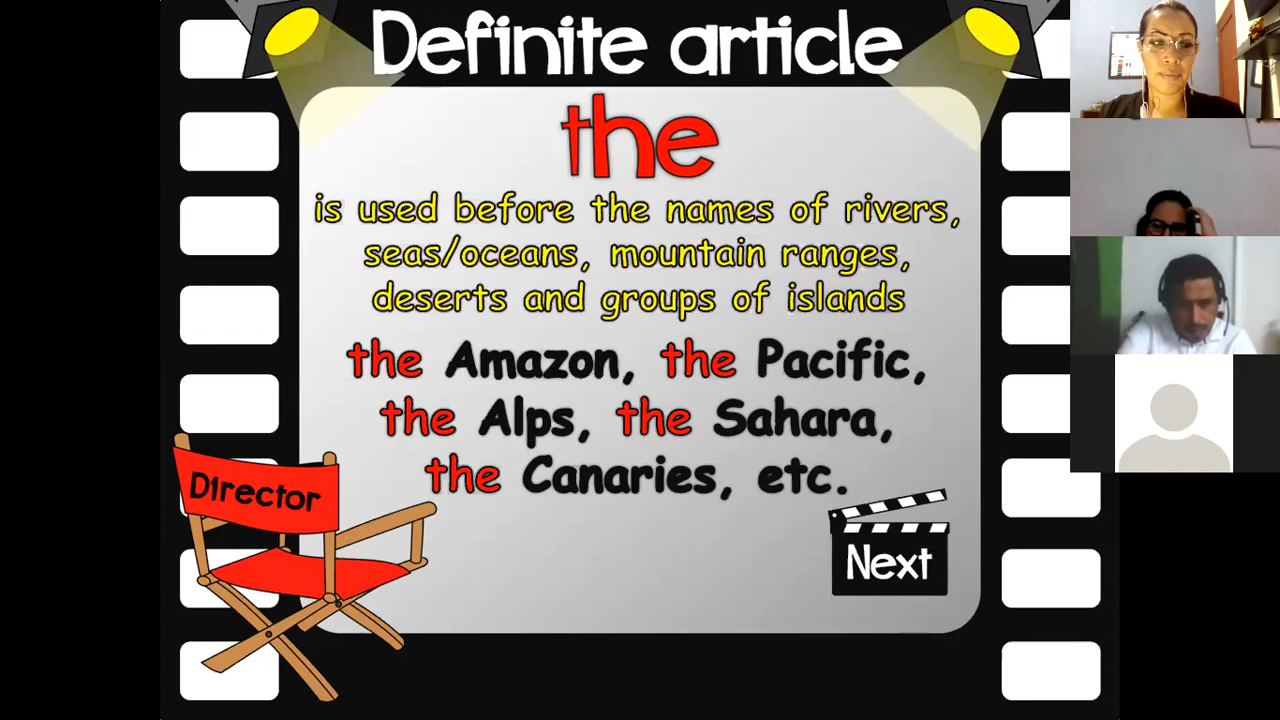 Definite article
the
is used before the names of rivers,
seas/oceans, mountain ranges,
deserts and groups of islands
the Amazon, the Pacific,
the Alps, the Sahara,
the Canaries, etc.
Director
Next